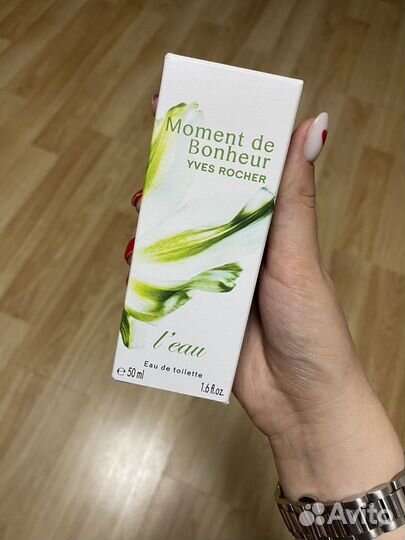 Moment de
Bonheur
YVES ROCHER
l'eau
Eau de toilette
e 50 ml 1.6 fl.oz.
Avito